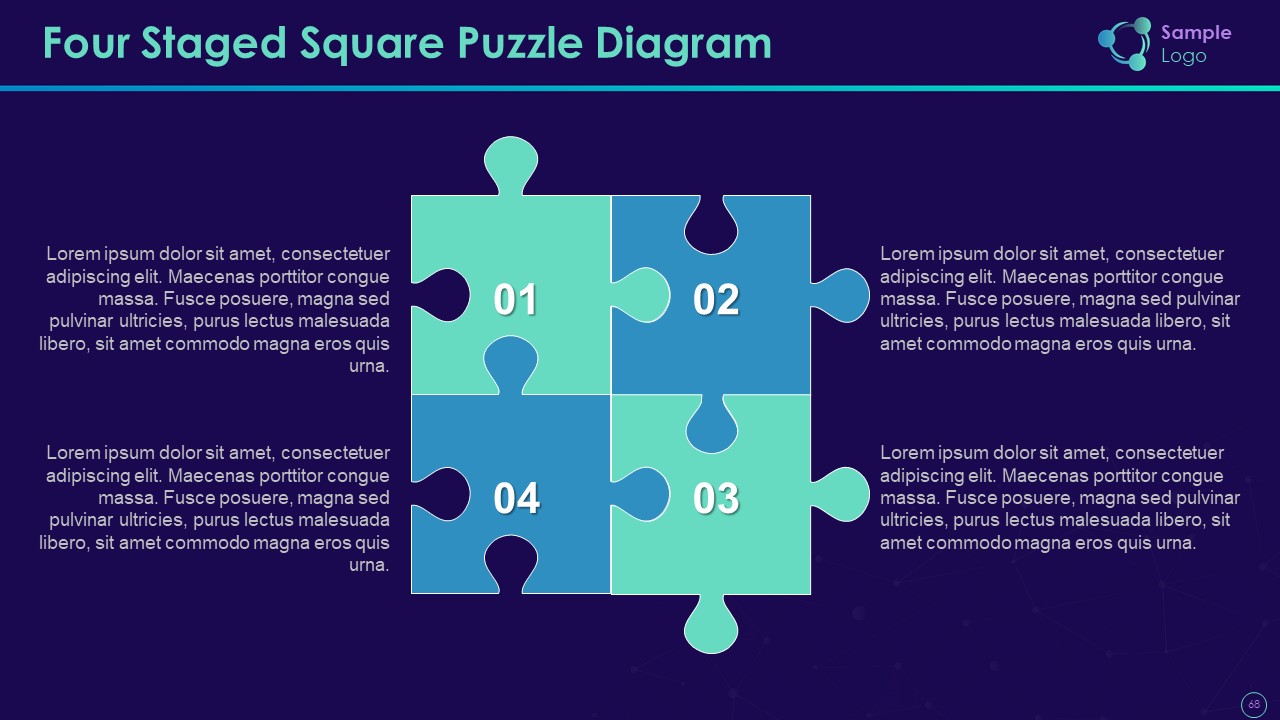 Four Staged Square Puzzle Diagram
Sample
Logo
Lorem ipsum dolor sit amet, consectetuer
adipiscing elit. Maecenas porttitor congue
massa. Fusce posuere, magna sed
pulvinar ultricies, purus lectus malesuada
libero, sit amet commodo magna eros quis
urna.
01
02
Lorem ipsum dolor sit amet, consectetuer
adipiscing elit. Maecenas porttitor congue
massa. Fusce posuere, magna sed pulvinar
ultricies, purus lectus malesuada libero, sit
amet commodo magna eros quis urna.
Lorem ipsum dolor sit amet, consectetuer
adipiscing elit. Maecenas porttitor congue
massa. Fusce posuere, magna sed
pulvinar ultricies, purus lectus malesuada
libero, sit amet commodo magna eros quis
urna.
04
03
Lorem ipsum dolor sit amet, consectetuer
adipiscing elit. Maecenas porttitor congue
massa. Fusce posuere, magna sed pulvinar
ultricies, purus lectus malesuada libero, sit
amet commodo magna eros quis urna.
68